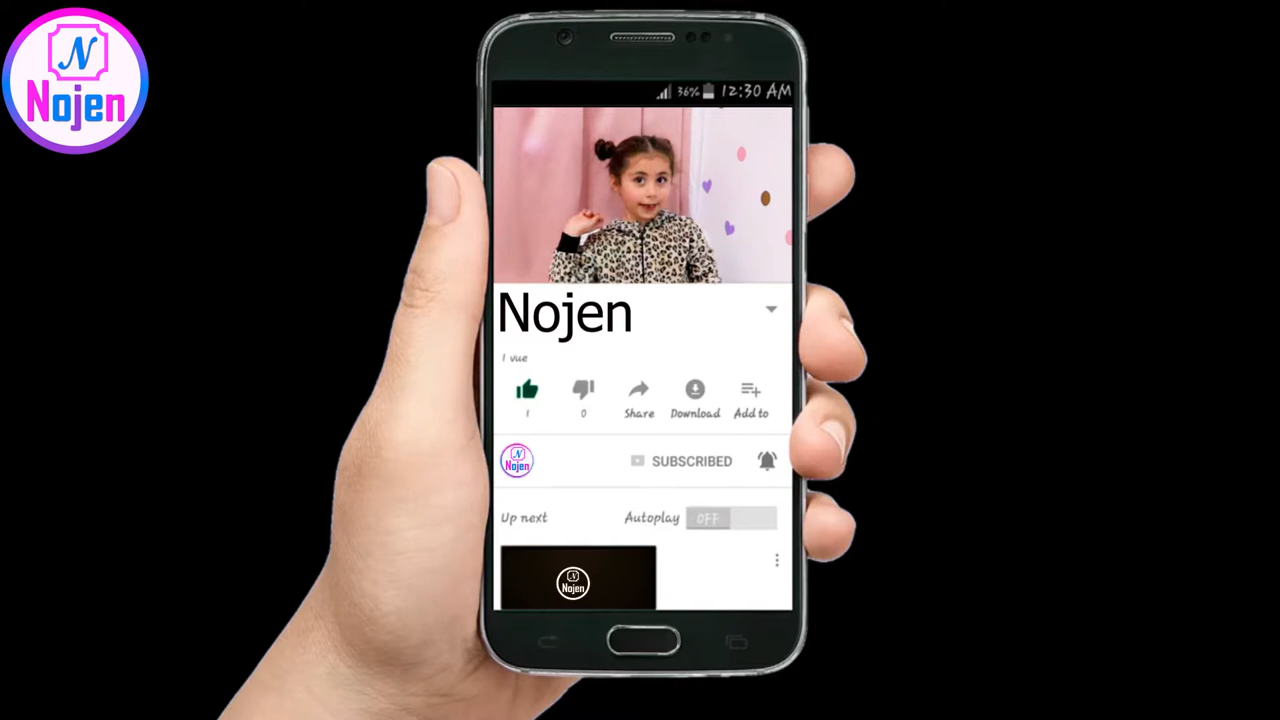 N
Nojen
36% 12:30 AM
Nojen
1 vue
1 0 Share Download Add to
N
Nojen
SUBSCRIBED
Up next Autoplay OFF
N
Nojen